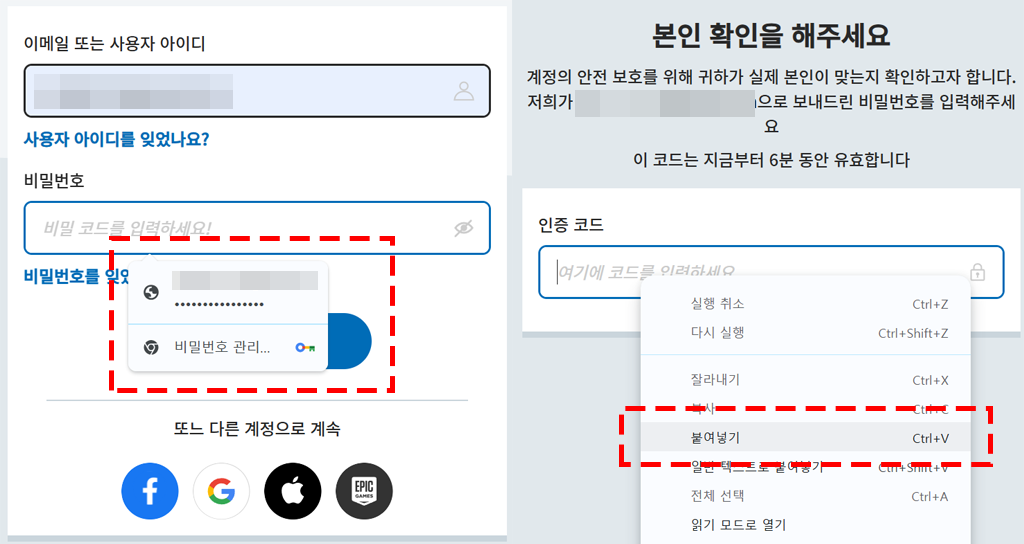 이메일 또는 사용자 아이디
사용자 아이디를 잊었나요?
비밀번호
비밀 코드를 입력하세요!
비밀번호를 잊었
••••••••••••••••
비밀번호 관리...
또느 다른 계정으로 계속
EPIC
GAMES
본인 확인을 해주세요
계정의 안전 보호를 위해 귀하가 실제 본인이 맞는지 확인하고자 합니다.
저희가 으로 보내드린 비밀번호를 입력해주세
요
이 코드는 지금부터 6분 동안 유효합니다
인증 코드
여기에 코드를 입력하세요
실행 취소 Ctrl+Z
다시 실행 Ctrl+Shift+Z
잘라내기 Ctrl+X
복사 Ctrl+C
붙여넣기 Ctrl+V
일반 텍스트로 붙여넣기 Ctrl+Shift+V
전체 선택 Ctrl+A
읽기 모드로 열기